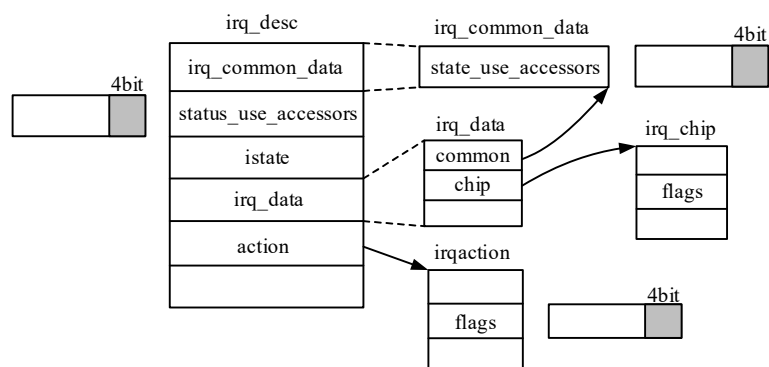 irq_desc
irq_common_data
status_use_accessors
istate
irq_data
action
4bit
irq_common_data
state_use_accessors
4bit
irq_data
common
chip
irq_chip
flags
irqaction
flags
4bit